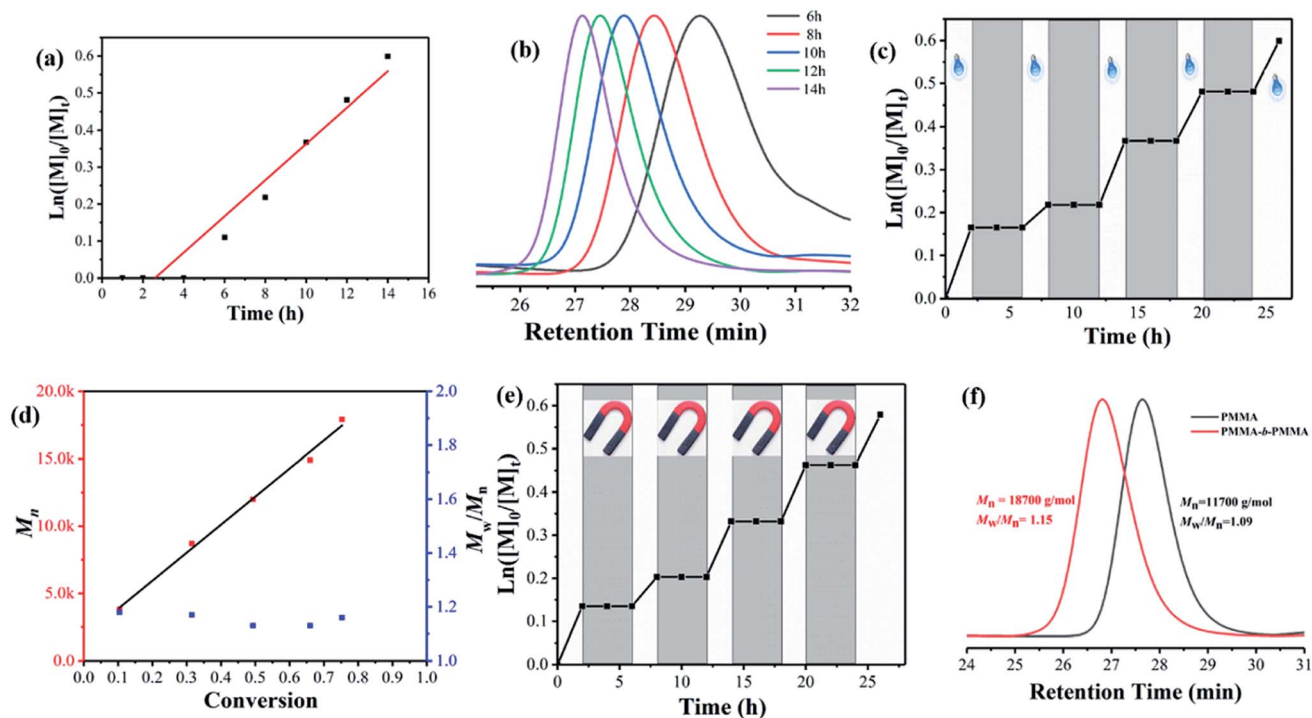 (a)
Ln([M]0/[M]t)
0.6
0.5
0.4
0.3
0.2
0.1
0.0
0 2 4 6 8 10 12 14 16
Time (h)
(b)
6h
8h
10h
12h
14h
26 27 28 29 30 31 32
Retention Time (min)
(c)
Ln([M]0/[M]t)
0.6
0.5
0.4
0.3
0.2
0.1
0.0
0 5 10 15 20 25
Time (h)
(d)
Mn
20.0k
15.0k
10.0k
5.0k
0.0
Mw/Mn
2.0
1.8
1.6
1.4
1.2
1.0
0.0 0.1 0.2 0.3 0.4 0.5 0.6 0.7 0.8 0.9 1.0
Conversion
(e)
Ln([M]0/[M]t)
0.6
0.5
0.4
0.3
0.2
0.1
0.0
0 5 10 15 20 25
Time (h)
(f)
PMMA
PMMA-b-PMMA
Mn = 18700 g/mol
Mw/Mn= 1.15
Mn=11700 g/mol
Mw/Mn=1.09
24 25 26 27 28 29 30 31
Retention Time (min)